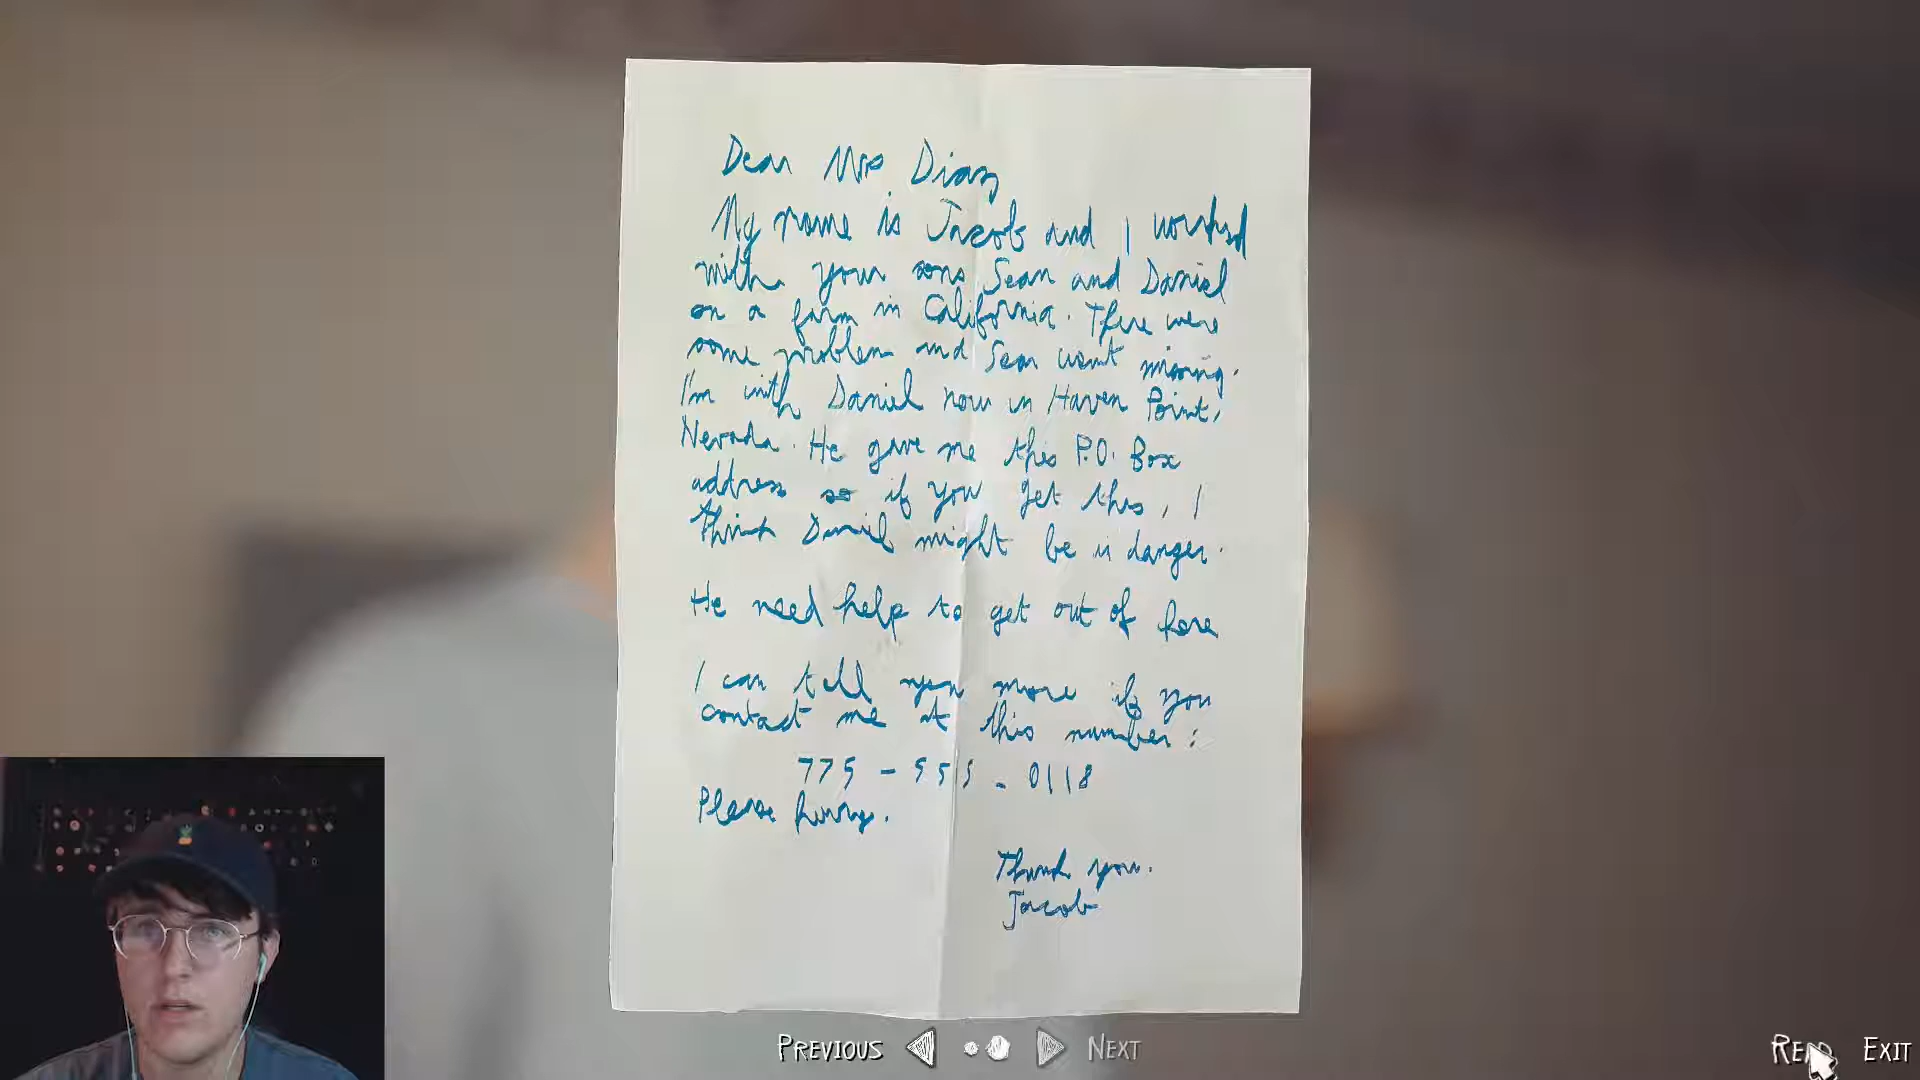 Dear Mrs Diaz
My name is Jacob and I worked
with your sons Sean and Daniel
on a farm in California. There were
some problem and Sean went missing.
I'm with Daniel now in Haven Point,
Nevada. He gave me this P.O. Box
address so if you get this, I
think Daniel might be in danger.
He need help to get out of here
I can tell you more if you
contact me at this number:
775 - 555 - 0118
Please hurry.
Thank you.
Jacob
PREVIOUS NEXT
READ EXIT